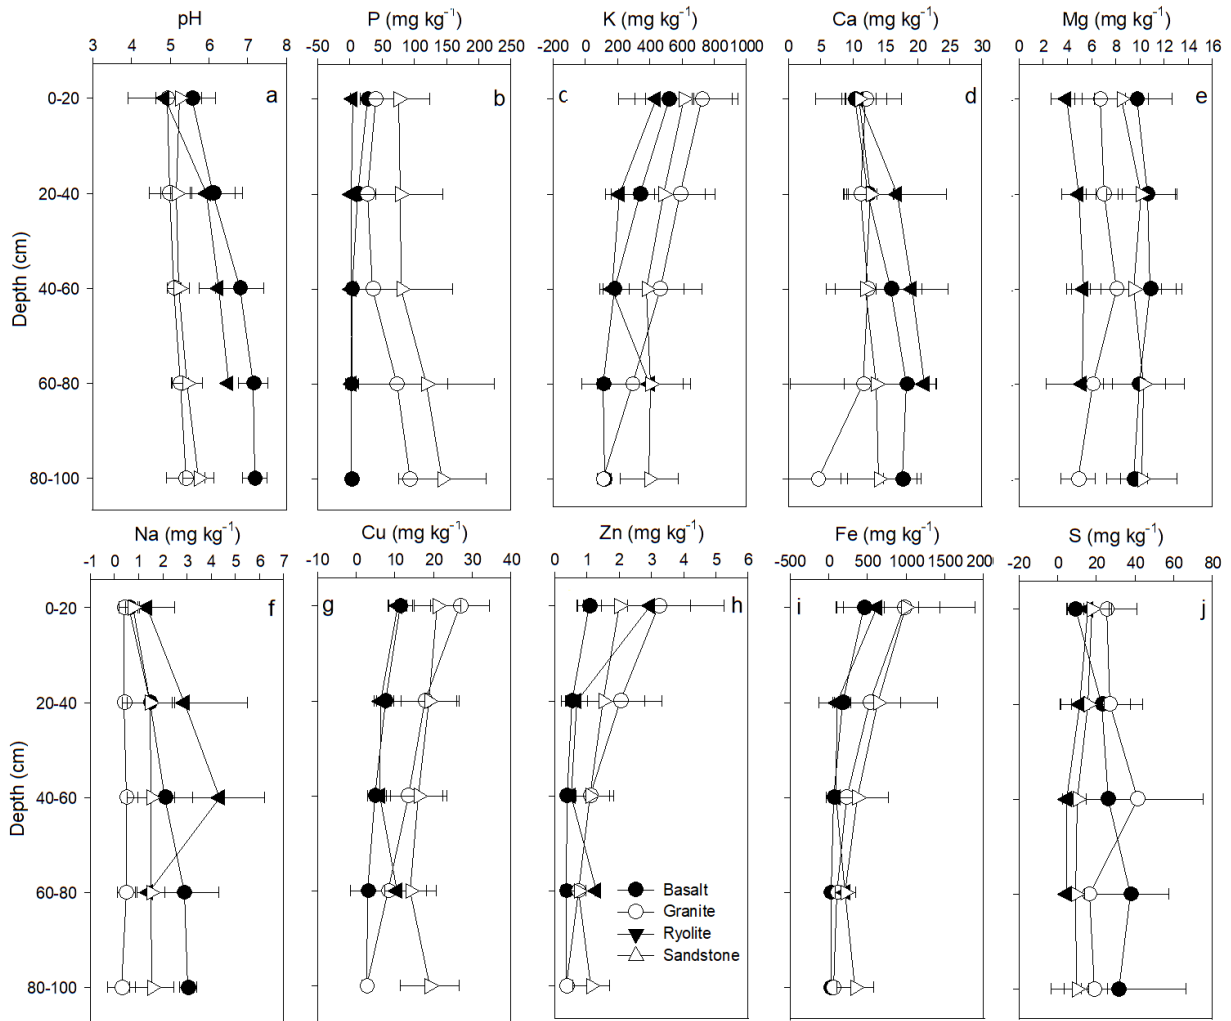 pH
P (mg kg⁻¹)
K (mg kg⁻¹)
Ca (mg kg⁻¹)
Mg (mg kg⁻¹)
3 4 5 6 7 8
-50 0 50 100 150 200 250
-200 0 200 400 600 800 1000
0 5 10 15 20 25 30
0 2 4 6 8 10 12 14 16
a
b
c
d
e
Depth (cm)
0-20
20-40
40-60
60-80
80-100
Na (mg kg⁻¹)
Cu (mg kg⁻¹)
Zn (mg kg⁻¹)
Fe (mg kg⁻¹)
S (mg kg⁻¹)
-1 0 1 2 3 4 5 6 7
-10 0 10 20 30 40
0 1 2 3 4 5 6
-500 0 500 1000 1500 2000
-20 0 20 40 60 80
f
g
h
i
j
Depth (cm)
0-20
20-40
40-60
60-80
80-100
Basalt
Granite
Ryolite
Sandstone